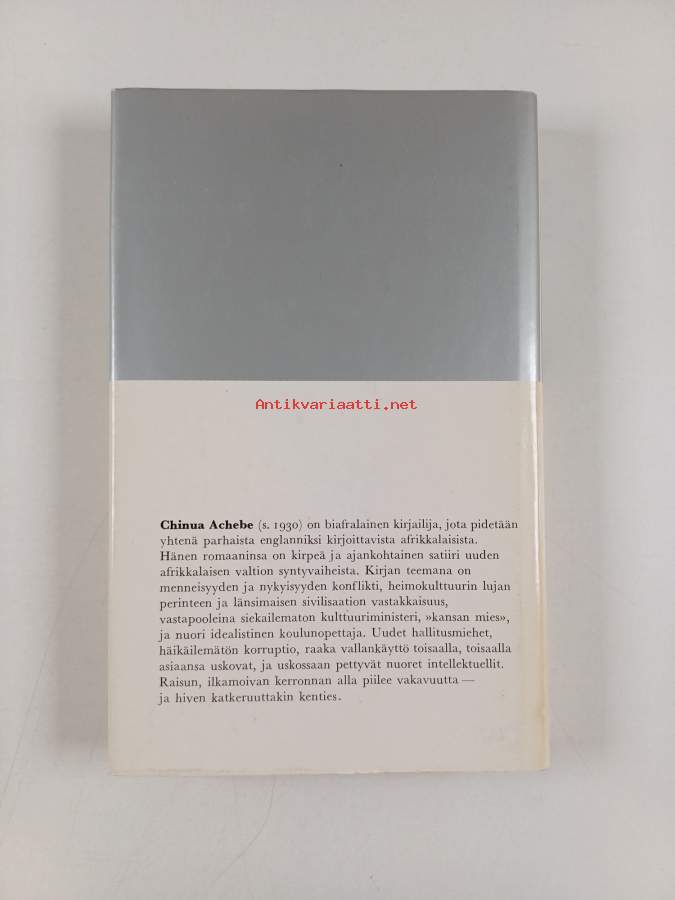 Antikvariaatti.net
Chinua Achebe (s. 1930) on biafralainen kirjailija, jota pidetään
yhtenä parhaista englanniksi kirjoittavista afrikkalaisista.
Hänen romaaninsa on kirpeä ja ajankohtainen satiiri uuden
afrikkalaisen valtion syntyvaiheista. Kirjan teemana on
menneisyyden ja nykyisyyden konflikti, heimokulttuurin lujan
perinteen ja länsimaisen sivilisaation vastakkaisuus,
vastapooleina siekailematon kulttuuriministeri, »kansan mies»,
ja nuori idealistinen koulunopettaja. Uudet hallitusmiehet,
häikäilemätön korruptio, raaka vallankäyttö toisaalla, toisaalla
asiaansa uskovat, ja uskossaan pettyvät nuoret intellektuellit.
Raisun, ilkamoivan kerronnan alla piilee vakavuutta —
ja hiven katkeruuttakin kenties.